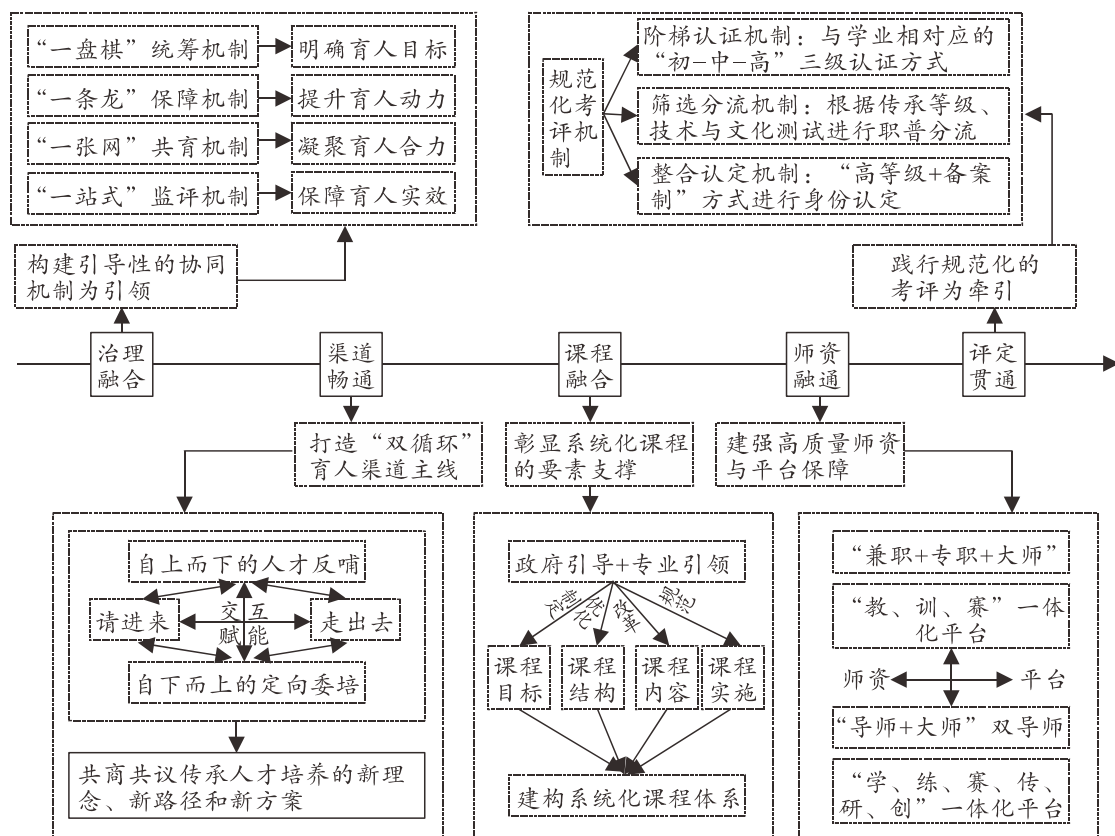 “一盘棋”统筹机制
明确育人目标
“一条龙”保障机制
提升育人动力
“一张网”共育机制
凝聚育人合力
“一站式”监评机制
保障育人实效
规范
化考
评机
制
阶梯认证机制：与学业相对应的
“初-中-高”三级认证方式
筛选分流机制：根据传承等级、
技术与文化测试进行职普分流
整合认定机制：“高等级+备案
制”方式进行身份认定
构建引导性的协同
机制为引领
践行规范化的
考评为牵引
治理
融合
渠道
畅通
课程
融合
师资
融通
评定
贯通
打造“双循环”
育人渠道主线
彰显系统化课程
的要素支撑
建强高质量师资
与平台保障
自上而下的人才反哺
请进来
交互
赋能
走出去
自下而上的定向委培
共商共议传承人才培养的新理
念、新路径和新方案
政府引导+专业引领
制定
优化
改革
规范
课程
目标
课程
结构
课程
内容
课程
实施
建构系统化课程体系
“兼职+专职+大师”
“教、训、赛”一体
化平台
师资
平台
“导师+大师”双导师
“学、练、赛、传、
研、创”一体化平台